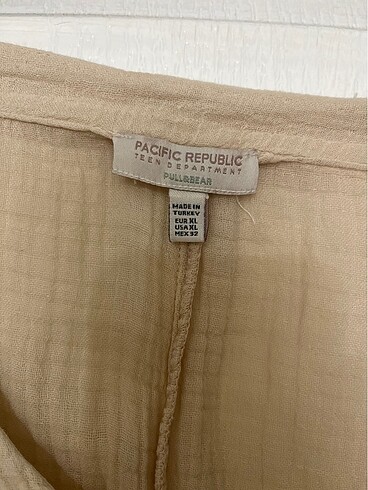 PACIFIC REPUBLIC
TEEN DEPARTMENT
PULL&BEAR
MADE IN
TURKEY
EUR XL
USA XL
MEX 32